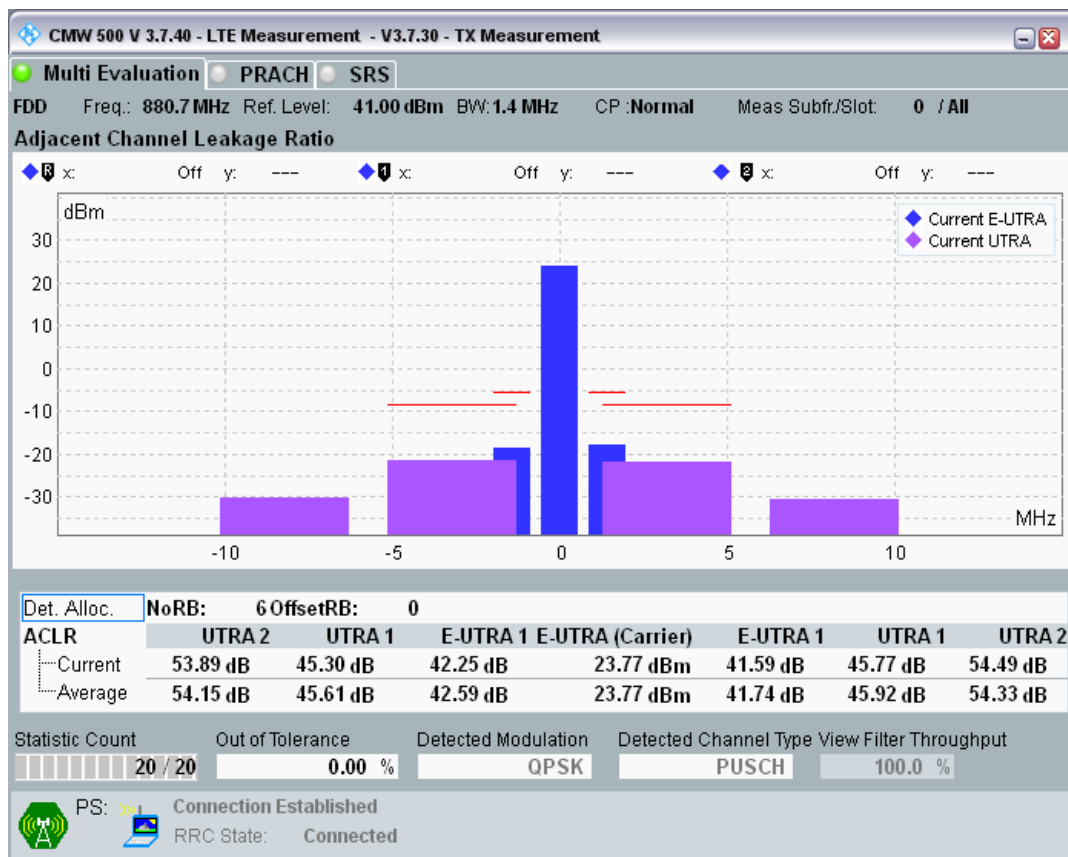 CMW 500 V 3.7.40 - LTE Measurement - V3.7.30 - TX Measurement
Multi Evaluation PRACH SRS
FDD Freq.: 880.7 MHz Ref. Level: 41.00 dBm BW: 1.4 MHz CP :Normal Meas Subfr./Slot: 0 / All
Adjacent Channel Leakage Ratio
R x: Off y: --- 1 x: Off y: --- 2 x: Off y: ---
dBm
Current E-UTRA
Current UTRA
30
20
10
0
-10
-20
-30
MHz
-10 -5 0 5 10
Det. Alloc. NoRB: 6 OffsetRB: 0
ACLR UTRA 2 UTRA 1 E-UTRA 1 E-UTRA (Carrier) E-UTRA 1 UTRA 1 UTRA 2
Current 53.89 dB 45.30 dB 42.25 dB 23.77 dBm 41.59 dB 45.77 dB 54.49 dB
Average 54.15 dB 45.61 dB 42.59 dB 23.77 dBm 41.74 dB 45.92 dB 54.33 dB
Statistic Count Out of Tolerance Detected Modulation Detected Channel Type View Filter Throughput
20 / 20 0.00 % QPSK PUSCH 100.0 %
PS: Connection Established
RRC State: Connected